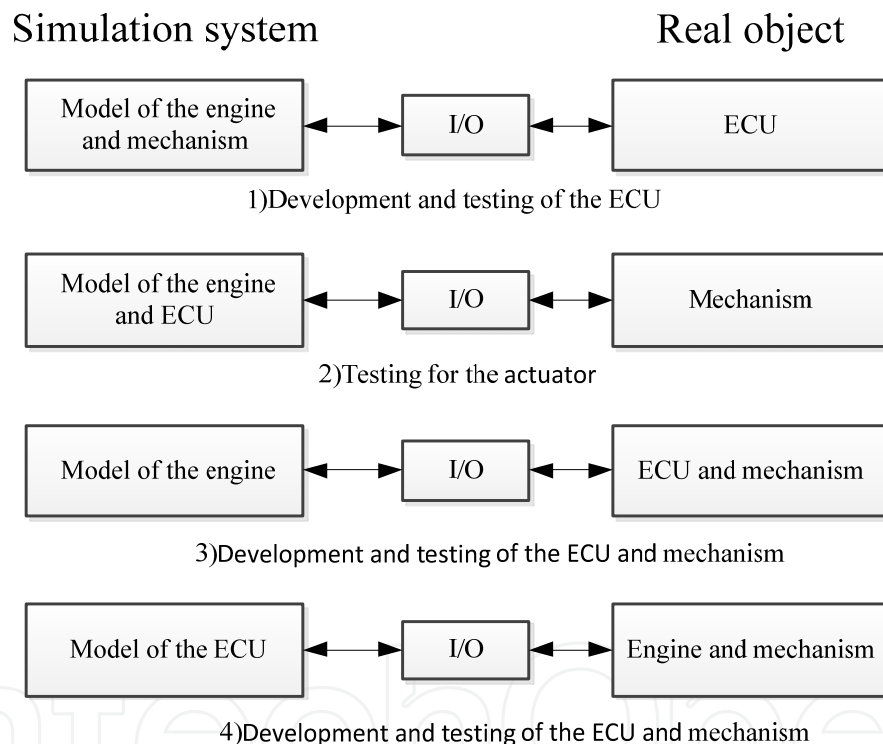 Simulation system
Real object
Model of the engine
and mechanism
I/O
ECU
1)Development and testing of the ECU
Model of the engine
and ECU
I/O
Mechanism
2)Testing for the actuator
Model of the engine
I/O
ECU and mechanism
3)Development and testing of the ECU and mechanism
Model of the ECU
I/O
Engine and mechanism
4)Development and testing of the ECU and mechanism